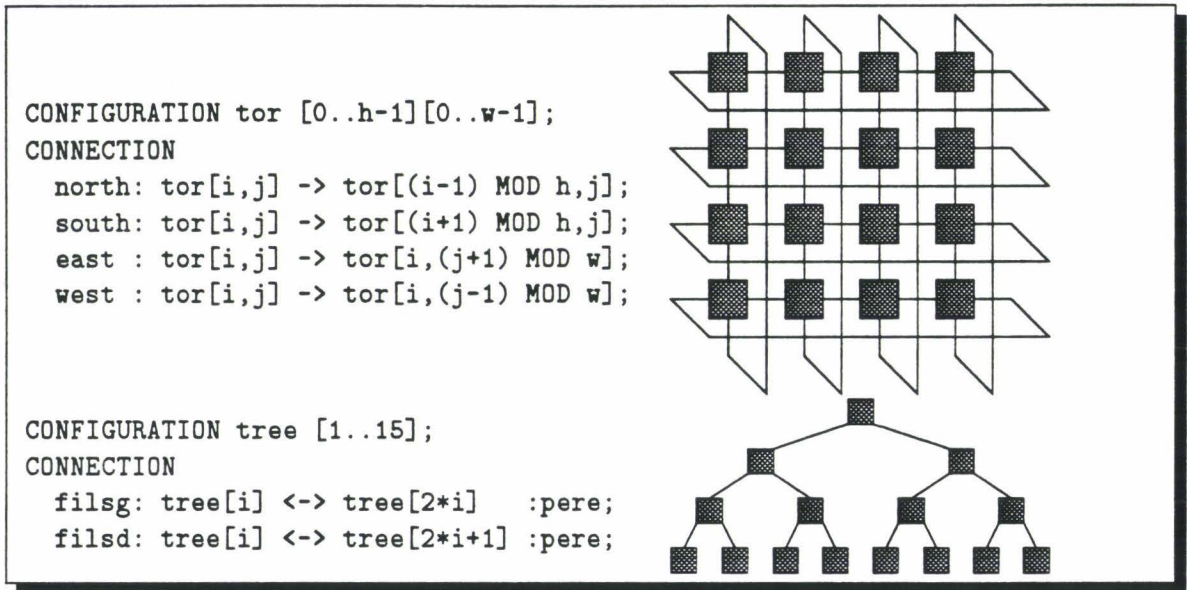 CONFIGURATION tor [0..h-1][0..w-1];
CONNECTION
north: tor[i,j] -> tor[(i-1) MOD h,j];
south: tor[i,j] -> tor[(i+1) MOD h,j];
east : tor[i,j] -> tor[i,(j+1) MOD w];
west : tor[i,j] -> tor[i,(j-1) MOD w];
CONFIGURATION tree [1..15];
CONNECTION
filsg: tree[i] <-> tree[2*i]   :pere;
filsd: tree[i] <-> tree[2*i+1] :pere;